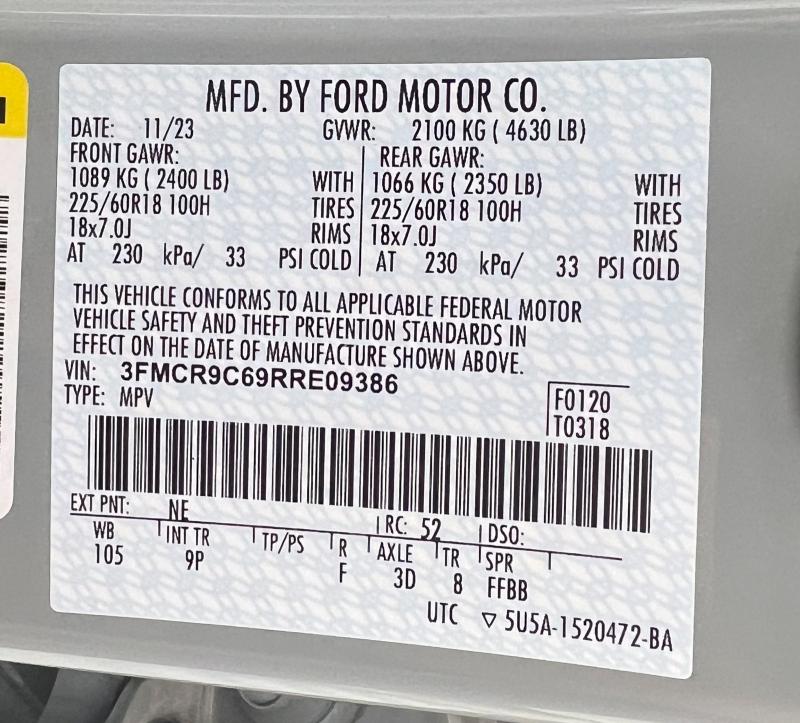 MFD. BY FORD MOTOR CO.
DATE: 11/23 GVWR: 2100 KG ( 4630 LB)
FRONT GAWR: REAR GAWR:
1089 KG ( 2400 LB) WITH 1066 KG ( 2350 LB) WITH
225/60R18 100H TIRES 225/60R18 100H TIRES
18x7.0J RIMS 18x7.0J RIMS
AT 230 kPa/ 33 PSI COLD AT 230 kPa/ 33 PSI COLD
THIS VEHICLE CONFORMS TO ALL APPLICABLE FEDERAL MOTOR
VEHICLE SAFETY AND THEFT PREVENTION STANDARDS IN
EFFECT ON THE DATE OF MANUFACTURE SHOWN ABOVE.
VIN: 3FMCR9C69RRE09386
TYPE: MPV F0120
T0318
EXT PNT: NE RC: 52 DSO:
WB INT TR TP/PS R AXLE TR SPR
105 9P F 3D 8 FFBB
UTC ▽ 5U5A-1520472-BA